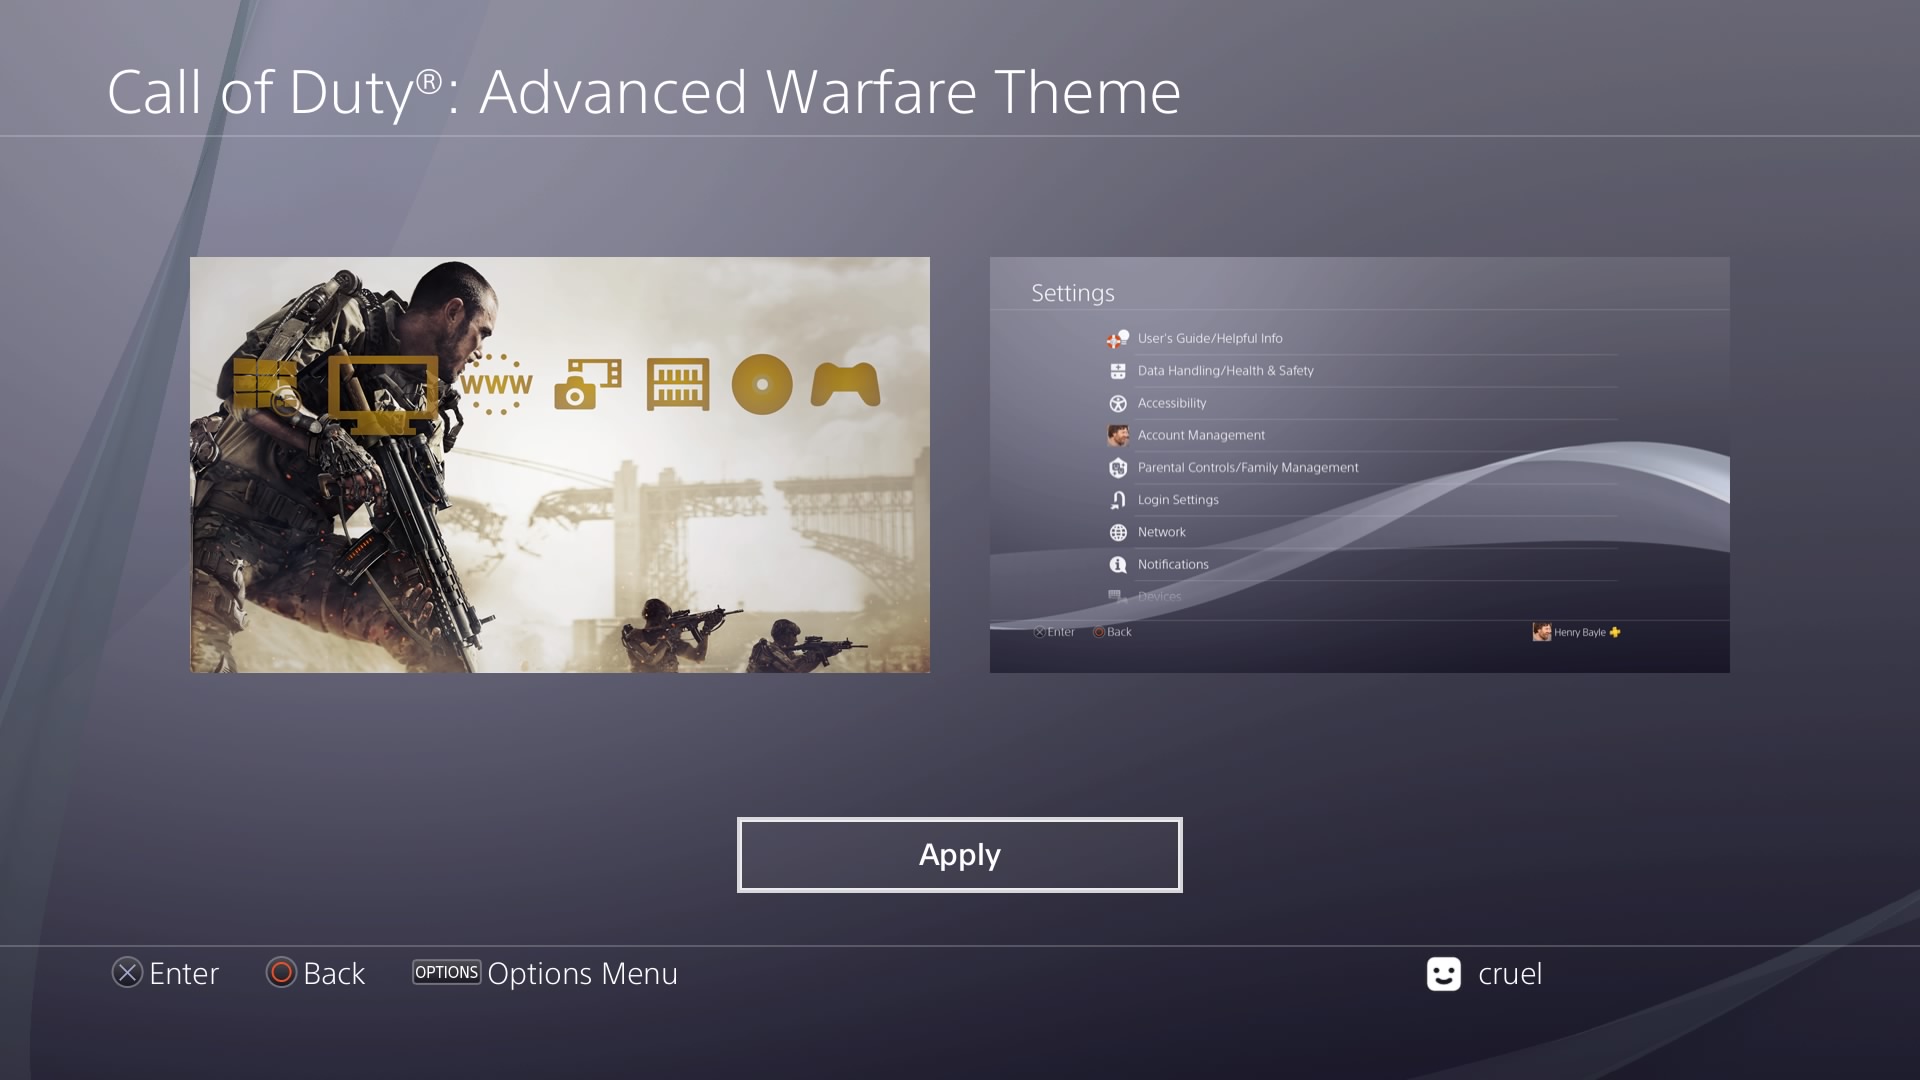 Call of Duty®: Advanced Warfare Theme
www
Settings
User's Guide/Helpful Info
Data Handling/Health & Safety
Accessibility
Account Management
Parental Controls/Family Management
Login Settings
Network
Notifications
Devices
Enter Back Henry Bayle
Apply
Enter Back OPTIONS Options Menu cruel